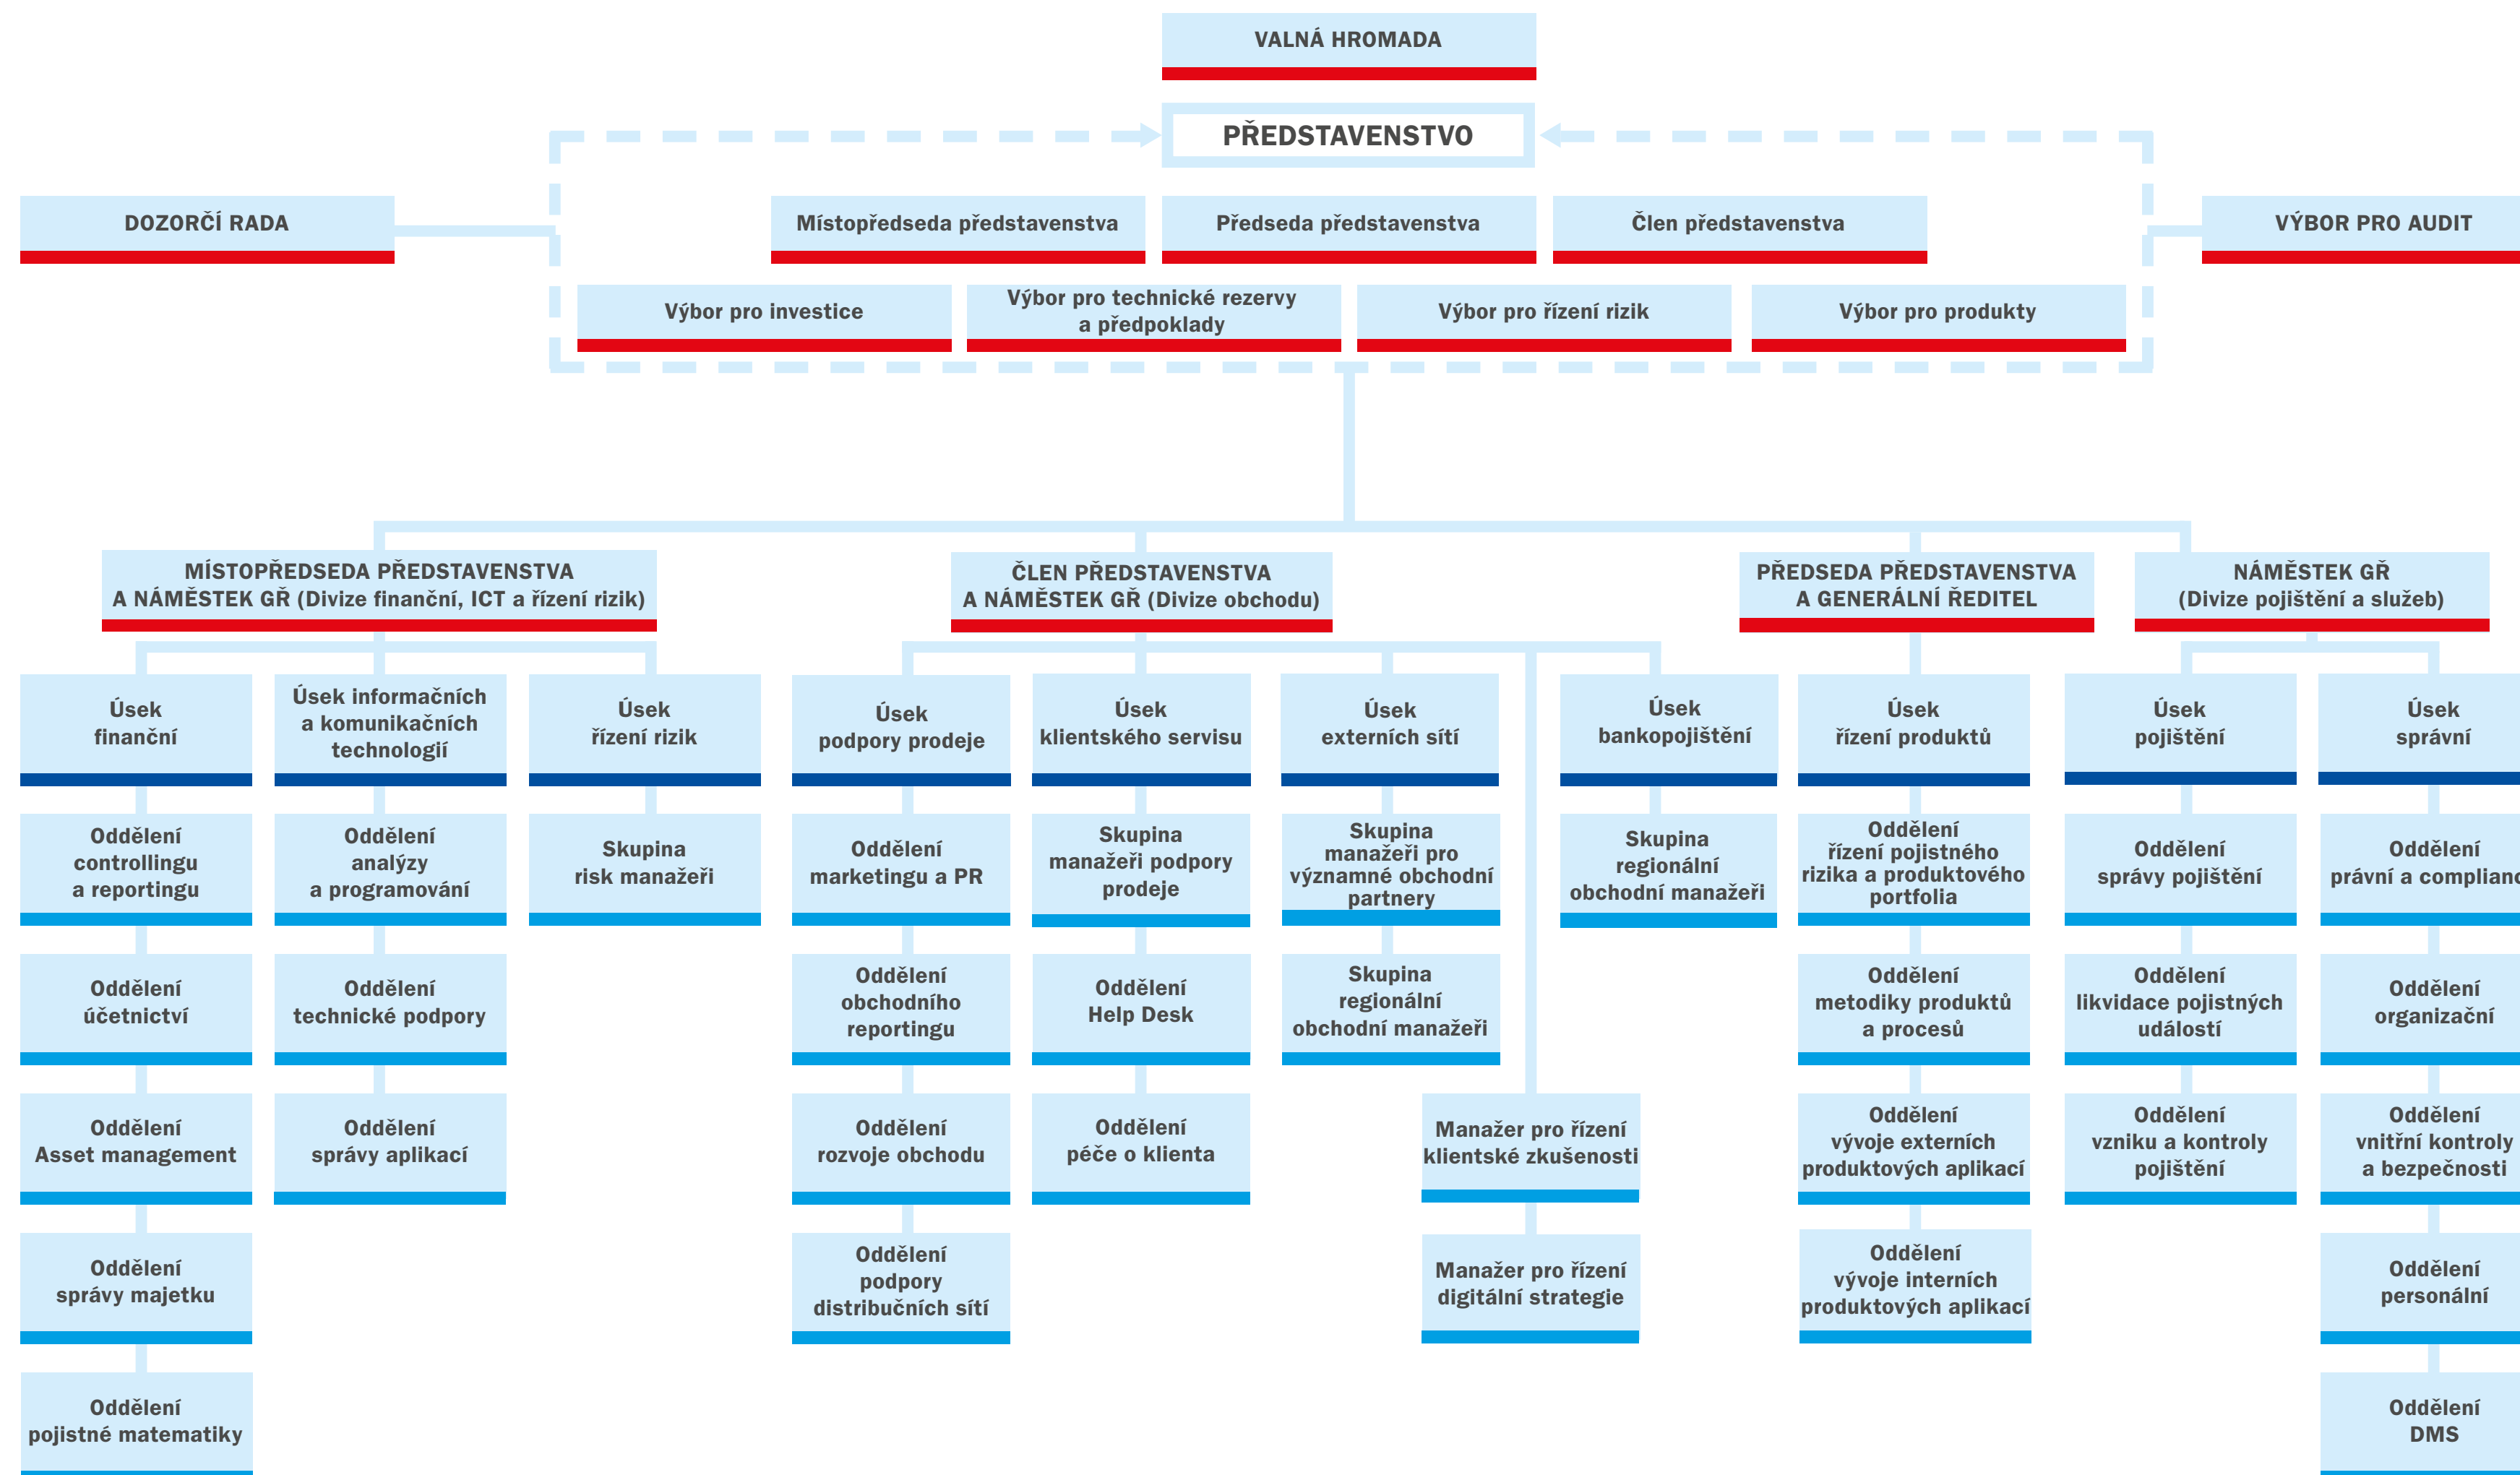 VALNÁ HROMADA
PŘEDSTAVENSTVO
DOZORČÍ RADA
Místopředseda představenstva
Předseda představenstva
Člen představenstva
VÝBOR PRO AUDIT
Výbor pro investice
Výbor pro technické rezervy
a předpoklady
Výbor pro řízení rizik
Výbor pro produkty
MÍSTOPŘEDSEDA PŘEDSTAVENSTVA
A NÁMĚSTEK GŘ (Divize finanční, ICT a řízení rizik)
ČLEN PŘEDSTAVENSTVA
A NÁMĚSTEK GŘ (Divize obchodu)
PŘEDSEDA PŘEDSTAVENSTVA
A GENERÁLNÍ ŘEDITEL
NÁMĚSTEK GŘ
(Divize pojištění a služeb)
Úsek
finanční
Úsek informačních
a komunikačních
technologií
Úsek
řízení rizik
Úsek
podpory prodeje
Úsek
klientského servisu
Úsek
externích sítí
Úsek
bankopojištění
Úsek
řízení produktů
Úsek
pojištění
Úsek
správní
Oddělení
controllingu
a reportingu
Oddělení
analýzy
a programování
Skupina
risk manažeři
Oddělení
marketingu a PR
Skupina
manažeři podpory
prodeje
Skupina
manažeři pro
významné obchodní
partnery
Skupina
regionální
obchodní manažeři
Oddělení
řízení pojistného
rizika a produktového
portfolia
Oddělení
správy pojištění
Oddělení
právní a complianc
Oddělení
účetnictví
Oddělení
technické podpory
Oddělení
obchodního
reportingu
Oddělení
Help Desk
Skupina
regionální
obchodní manažeři
Oddělení
metodiky produktů
a procesů
Oddělení
likvidace pojistných
událostí
Oddělení
organizační
Oddělení
Asset management
Oddělení
správy aplikací
Oddělení
rozvoje obchodu
Oddělení
péče o klienta
Manažer pro řízení
klientské zkušenosti
Oddělení
vývoje externích
produktových aplikací
Oddělení
vzniku a kontroly
pojištění
Oddělení
vnitřní kontroly
a bezpečnosti
Oddělení
správy majetku
Oddělení
podpory
distribučních sítí
Manažer pro řízení
digitální strategie
Oddělení
vývoje interních
produktových aplikací
Oddělení
personální
Oddělení
pojistné matematiky
Oddělení
DMS